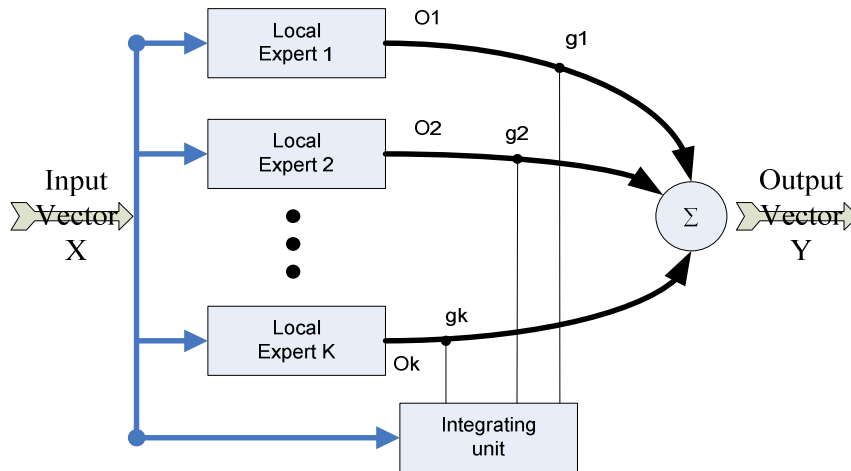 O1
g1
Local
Expert 1
O2
g2
Local
Expert 2
Input
Vector
X
Σ
Output
Vector
Y
gk
Local
Expert K
Ok
Integrating
unit